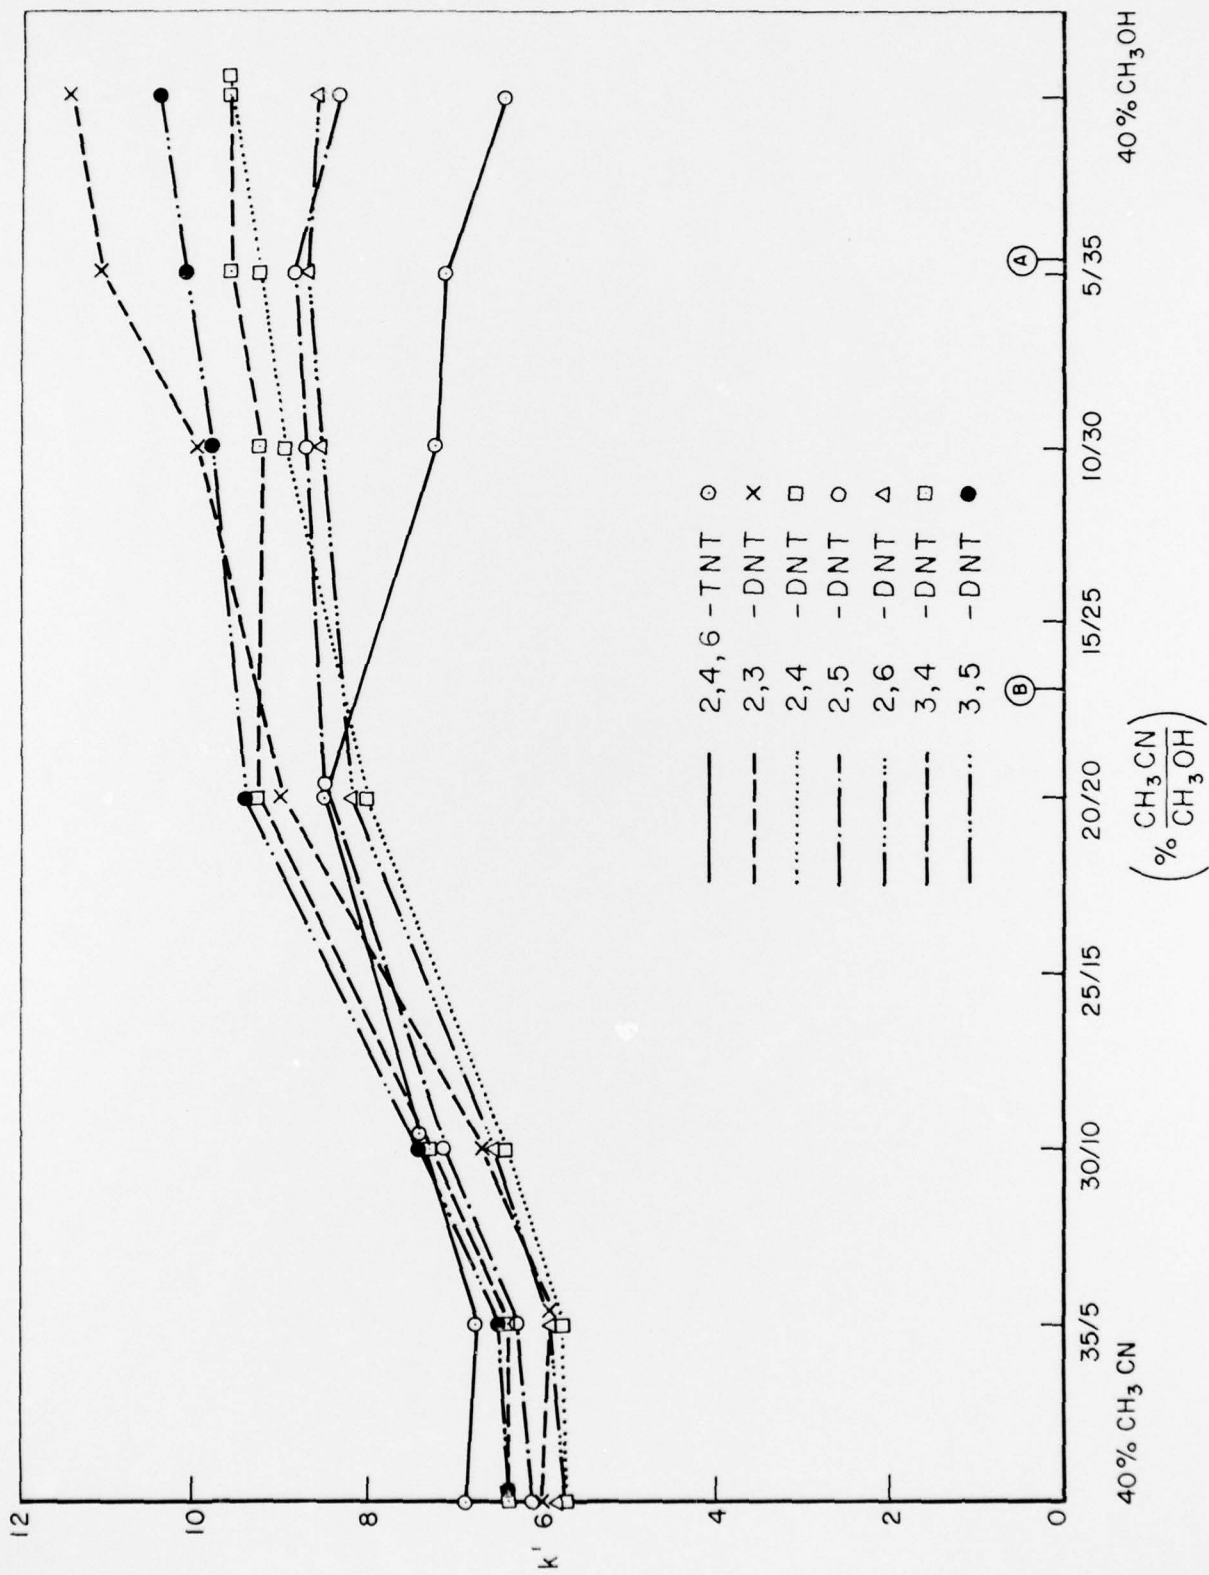 12
10
8
6
4
2
0
k'
2,4,6 -TNT
2,3 -DNT
2,4 -DNT
2,5 -DNT
2,6 -DNT
3,4 -DNT
3,5 -DNT
B
A
40% CH3 CN
35/5
30/10
25/15
20/20
15/25
10/30
5/35
40% CH3OH
(% CH3CN
CH3OH)